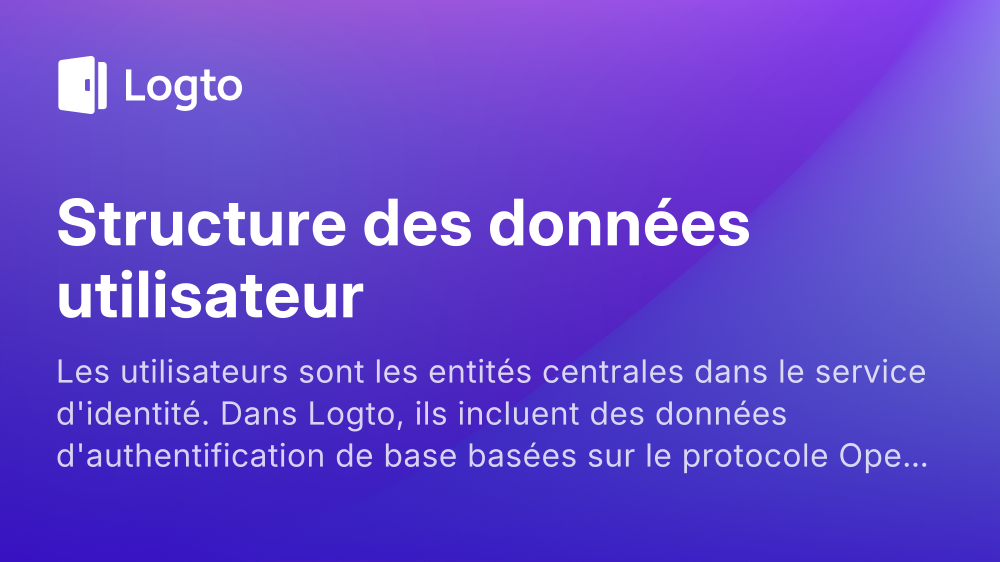 Logto
Structure des données
utilisateur
Les utilisateurs sont les entités centrales dans le service
d'identité. Dans Logto, ils incluent des données
d'authentification de base basées sur le protocole Ope...